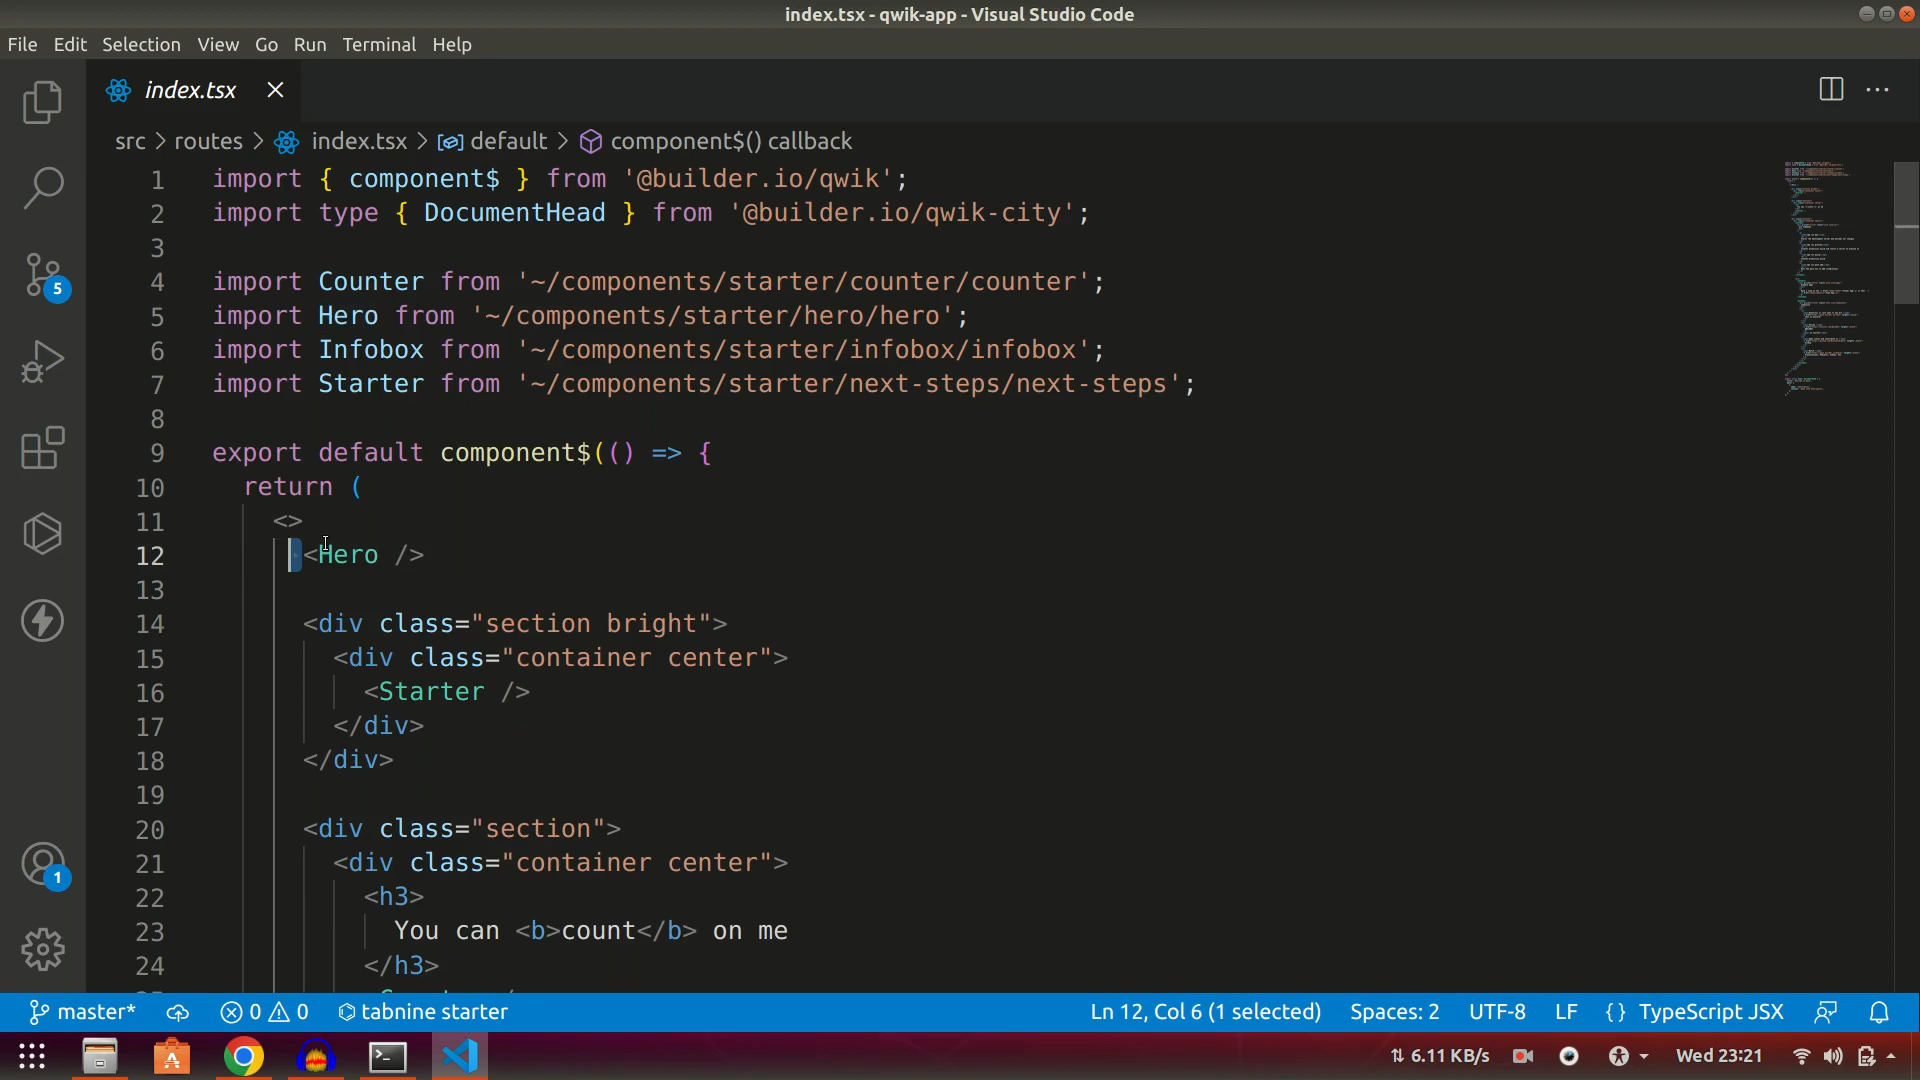 index.tsx - qwik-app - Visual Studio Code
File Edit Selection View Go Run Terminal Help
index.tsx
src > routes > index.tsx > default > component$() callback
1 import { component$ } from '@builder.io/qwik';
2 import type { DocumentHead } from '@builder.io/qwik-city';
3
4 import Counter from '~/components/starter/counter/counter';
5 import Hero from '~/components/starter/hero/hero';
6 import Infobox from '~/components/starter/infobox/infobox';
7 import Starter from '~/components/starter/next-steps/next-steps';
8
9 export default component$(() => {
10 return (
11 <>
12 <Hero />
13
14 <div class="section bright">
15 <div class="container center">
16 <Starter />
17 </div>
18 </div>
19
20 <div class="section">
21 <div class="container center">
22 <h3>
23 You can <b>count</b> on me
24 </h3>
5
1
master* 0 0 tabnine starter Ln 12, Col 6 (1 selected) Spaces: 2 UTF-8 LF {} TypeScript JSX
6.11 KB/s Wed 23:21